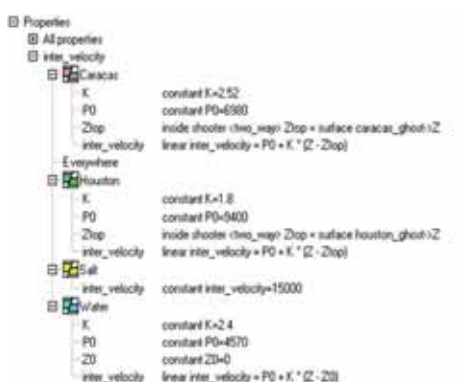 Properties
All properties
inter_velocity
Caracas
K constant K=2.52
P0 constant P0=6980
Ztop inside shooter <two_way> Ztop = surface caracas_ghost->Z
inter_velocity linear inter_velocity = P0 + K * (Z - Ztop)
Everywhere
Houston
K constant K=1.8
P0 constant P0=9400
Ztop inside shooter <two_way> Ztop = surface houston_ghost->Z
inter_velocity linear inter_velocity = P0 + K * (Z - Ztop)
Salt
inter_velocity constant inter_velocity=15000
Water
K constant K=2.4
P0 constant P0=4570
Z0 constant Z0=0
inter_velocity linear inter_velocity = P0 + K * (Z - Z0)